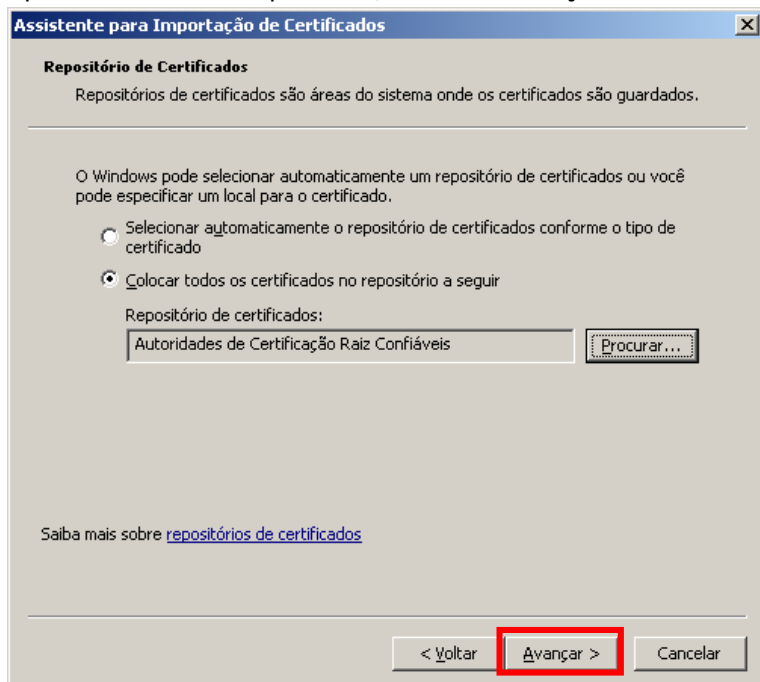 Assistente para Importação de Certificados
Repositório de Certificados
Repositórios de certificados são áreas do sistema onde os certificados são guardados.
O Windows pode selecionar automaticamente um repositório de certificados ou você
pode especificar um local para o certificado.
Selecionar automaticamente o repositório de certificados conforme o tipo de
certificado
Colocar todos os certificados no repositório a seguir
Repositório de certificados:
Autoridades de Certificação Raiz Confiáveis
Procurar...
Saiba mais sobre repositórios de certificados
< Voltar
Avançar >
Cancelar